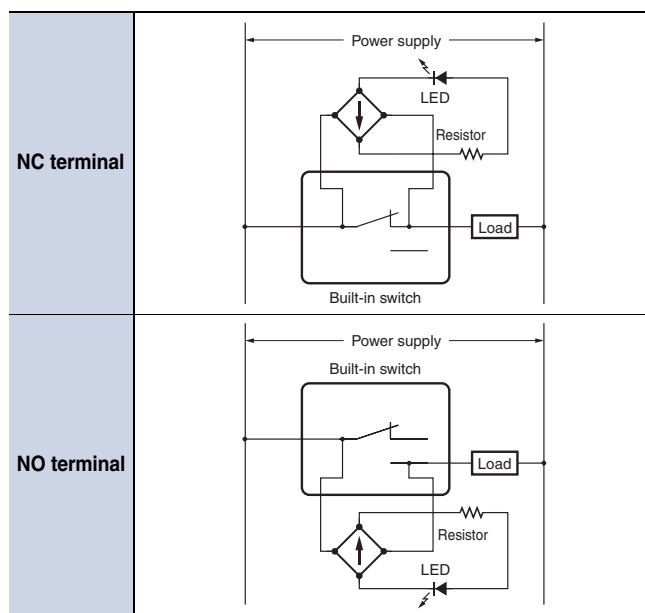 NC terminal
Power supply
LED
Resistor
Load
Built-in switch
NO terminal
Power supply
Built-in switch
Load
Resistor
LED